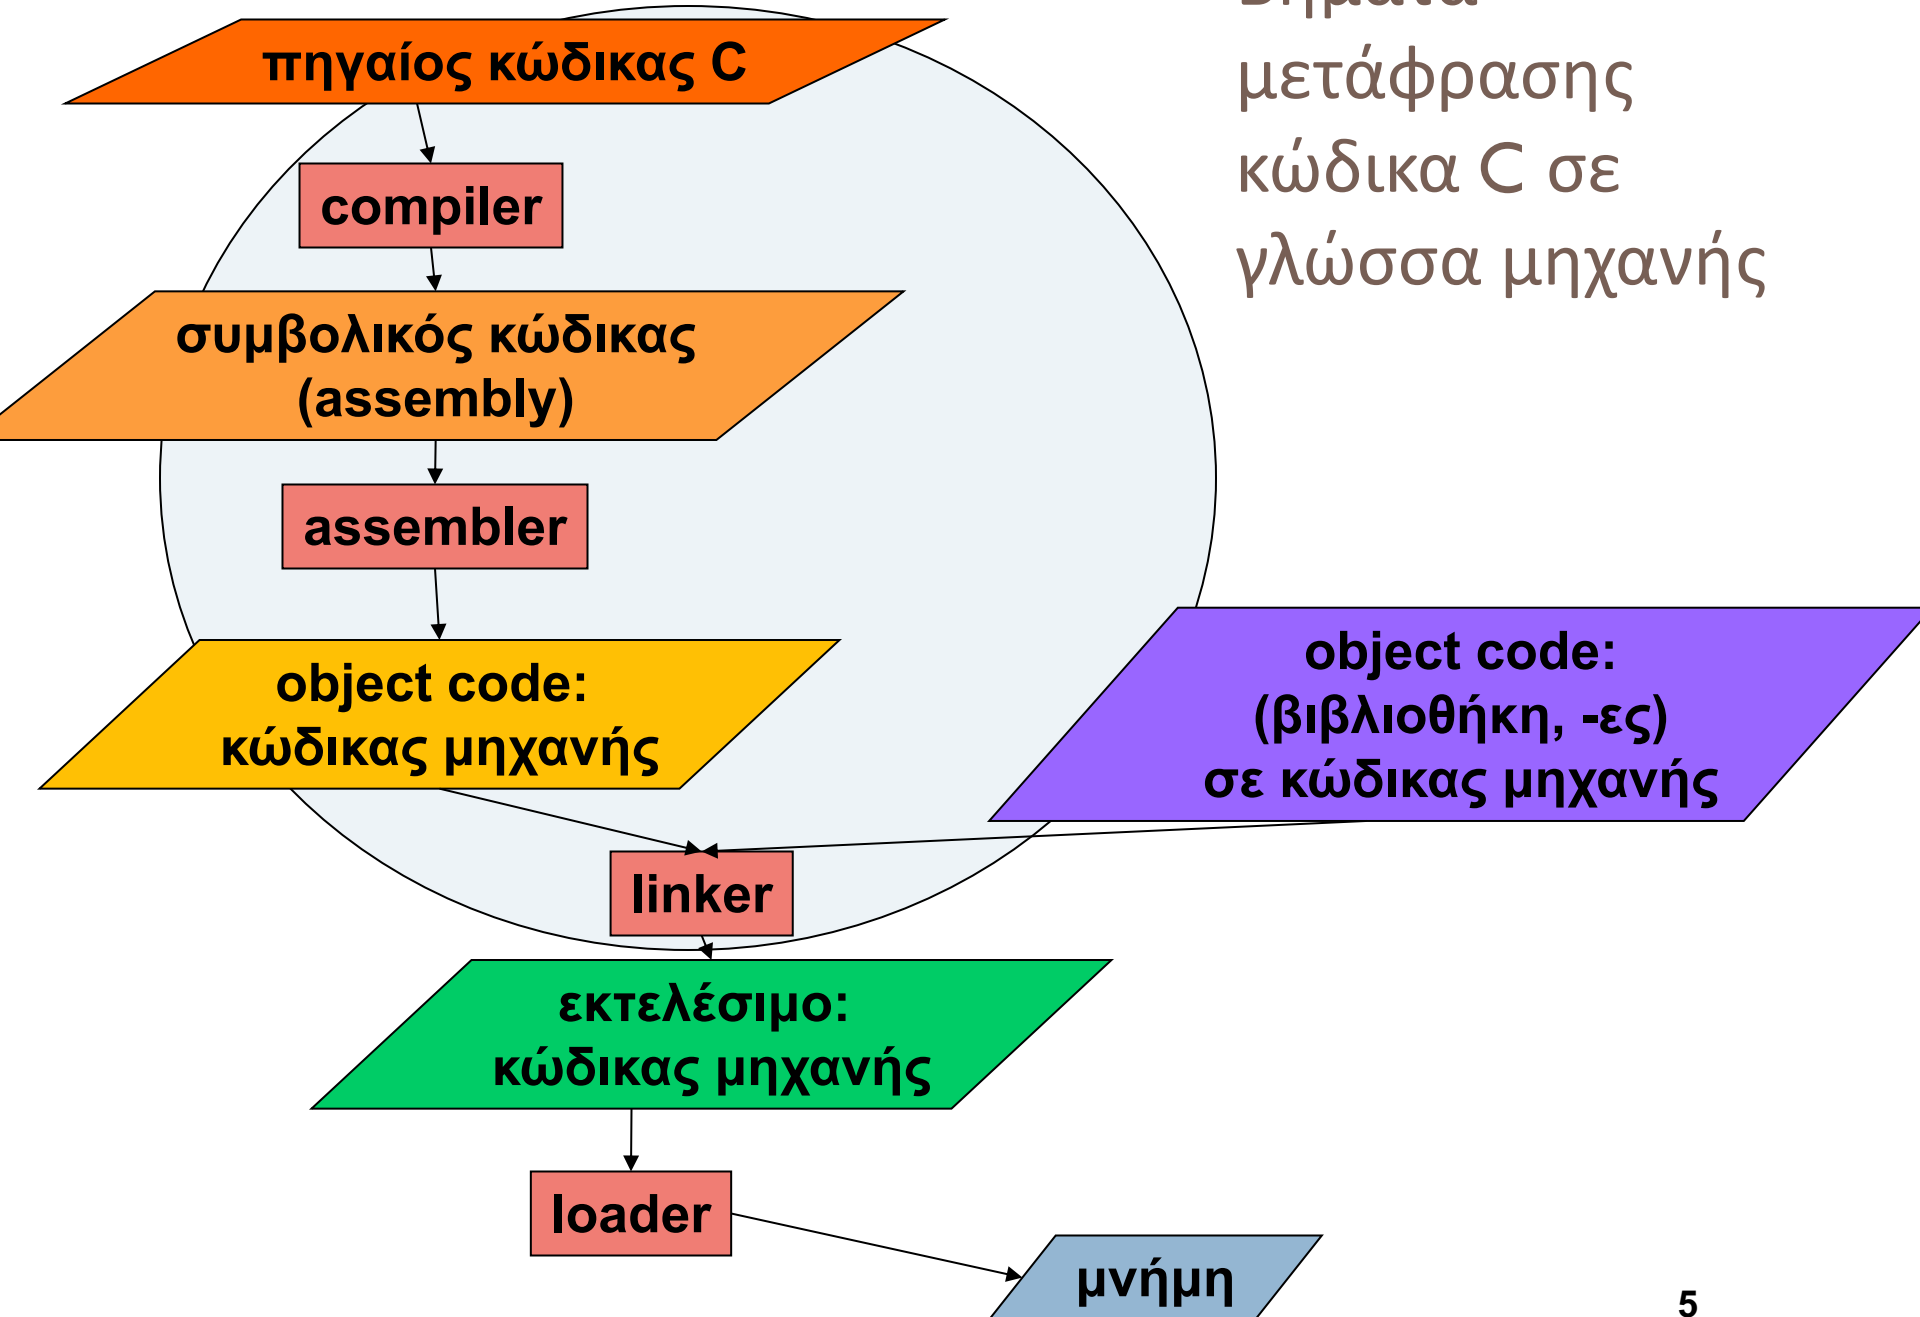 Βήματα
μετάφρασης
κώδικα C σε
γλώσσα μηχανής
πηγαίος κώδικας C
compiler
συμβολικός κώδικας
(assembly)
assembler
object code:
κώδικας μηχανής
object code:
(βιβλιοθήκη, -ες)
σε κώδικας μηχανής
linker
εκτελέσιμο:
κώδικας μηχανής
loader
μνήμη
5